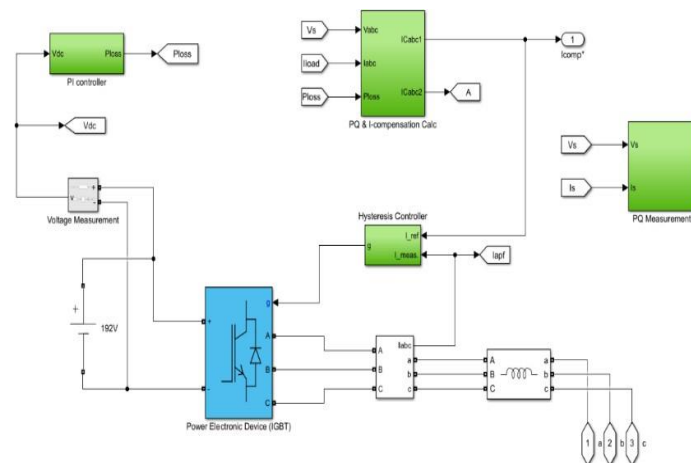 Vdc
Ploss
Ploss
PI controller
Vdc
v
+
-
Voltage Measurement
+
192V
Vs
Iload
Ploss
Vabc
Iabc
Ploss
ICabc1
ICabc2
PQ & I-compensation Calc
1
Icomp*
A
Vs
Is
Vs
Is
PQ Measurement
Hysteresis Controller
g
I_ref
I_meas.
Iapf
+
-
g
A
B
C
Power Electronic Device (IGBT)
A
B
C
Iabc
a
b
c
A
B
C
a
b
c
1 a
2 b
3 c